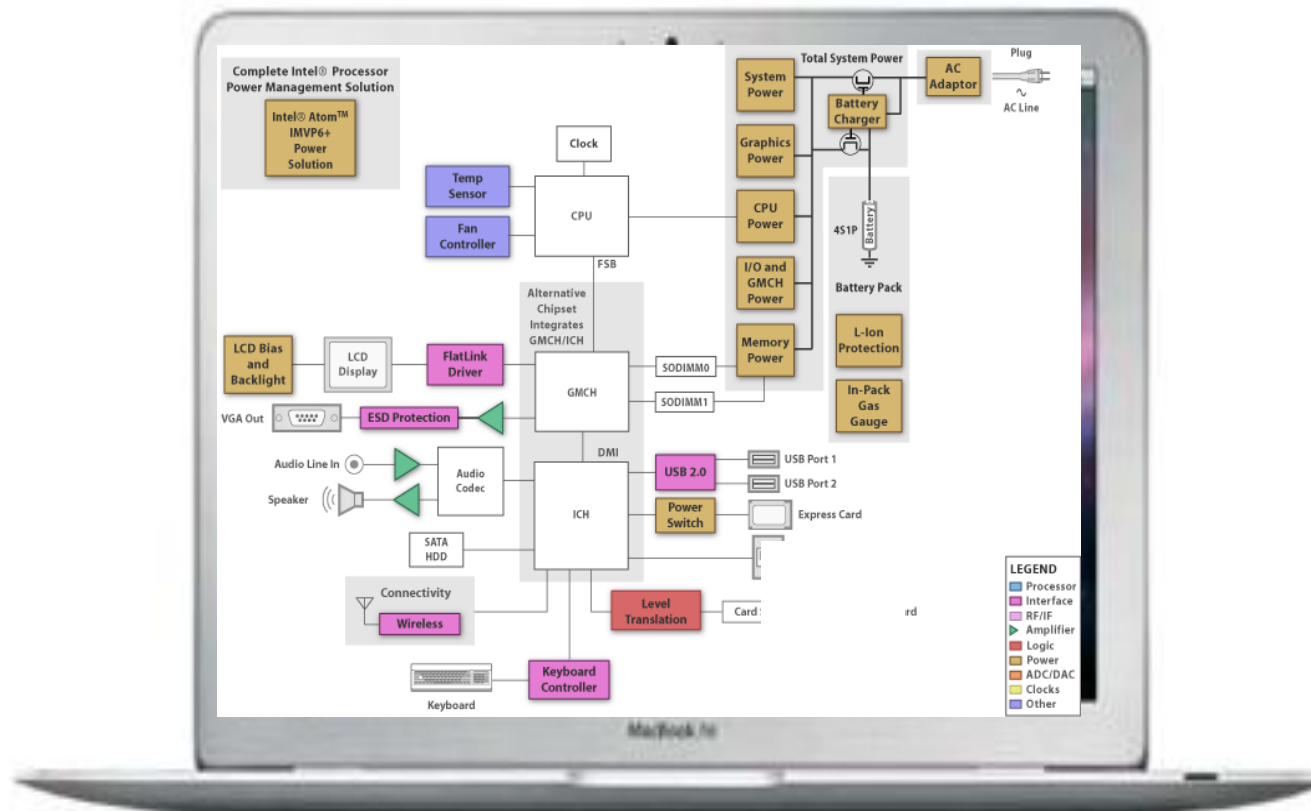 Complete Intel® Processor
Power Management Solution
Intel® Atom™
IMVP6+
Power
Solution
Total System Power
System
Power
Battery
Charger
AC
Adaptor
Plug
AC Line
Graphics
Power
CPU
Power
I/O and
GMCH
Power
Memory
Power
4S1P
Battery
Battery Pack
L-Ion
Protection
In-Pack
Gas
Gauge
Clock
Temp
Sensor
Fan
Controller
CPU
FSB
Alternative
Chipset
Integrates
GMCH/ICH
LCD Bias
and
Backlight
LCD
Display
FlatLink
Driver
GMCH
SODIMM0
SODIMM1
VGA Out
ESD Protection
DMI
Audio Line In
Speaker
Audio
Codec
ICH
USB 2.0
USB Port 1
USB Port 2
Power
Switch
Express Card
SATA
HDD
Connectivity
Wireless
Level
Translation
Card
Keyboard
Keyboard
Controller
LEGEND
Processor
Interface
RF/IF
Amplifier
Logic
Power
ADC/DAC
Clocks
Other
MacBook Air